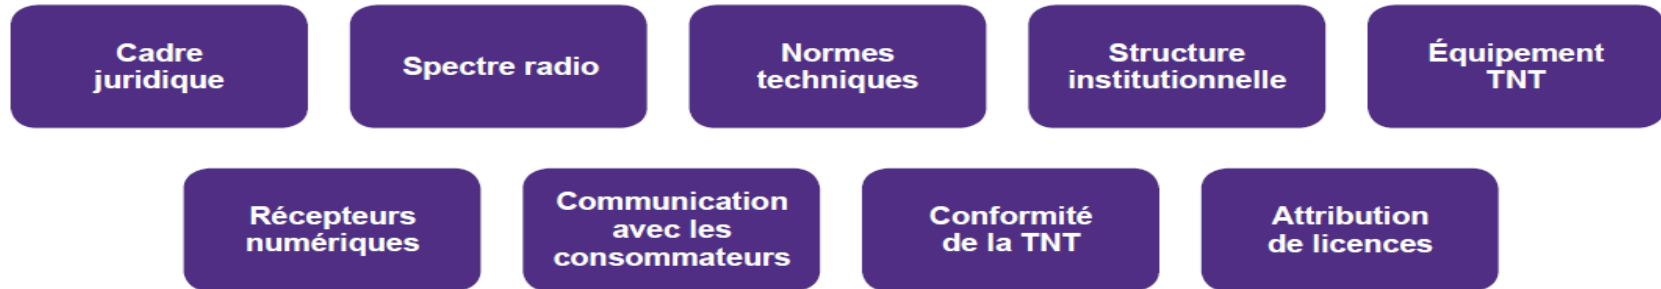 Cadre
juridique
Spectre radio
Normes
techniques
Structure
institutionnelle
Équipement
TNT
Récepteurs
numériques
Communication
avec les
consommateurs
Conformité
de la TNT
Attribution
de licences